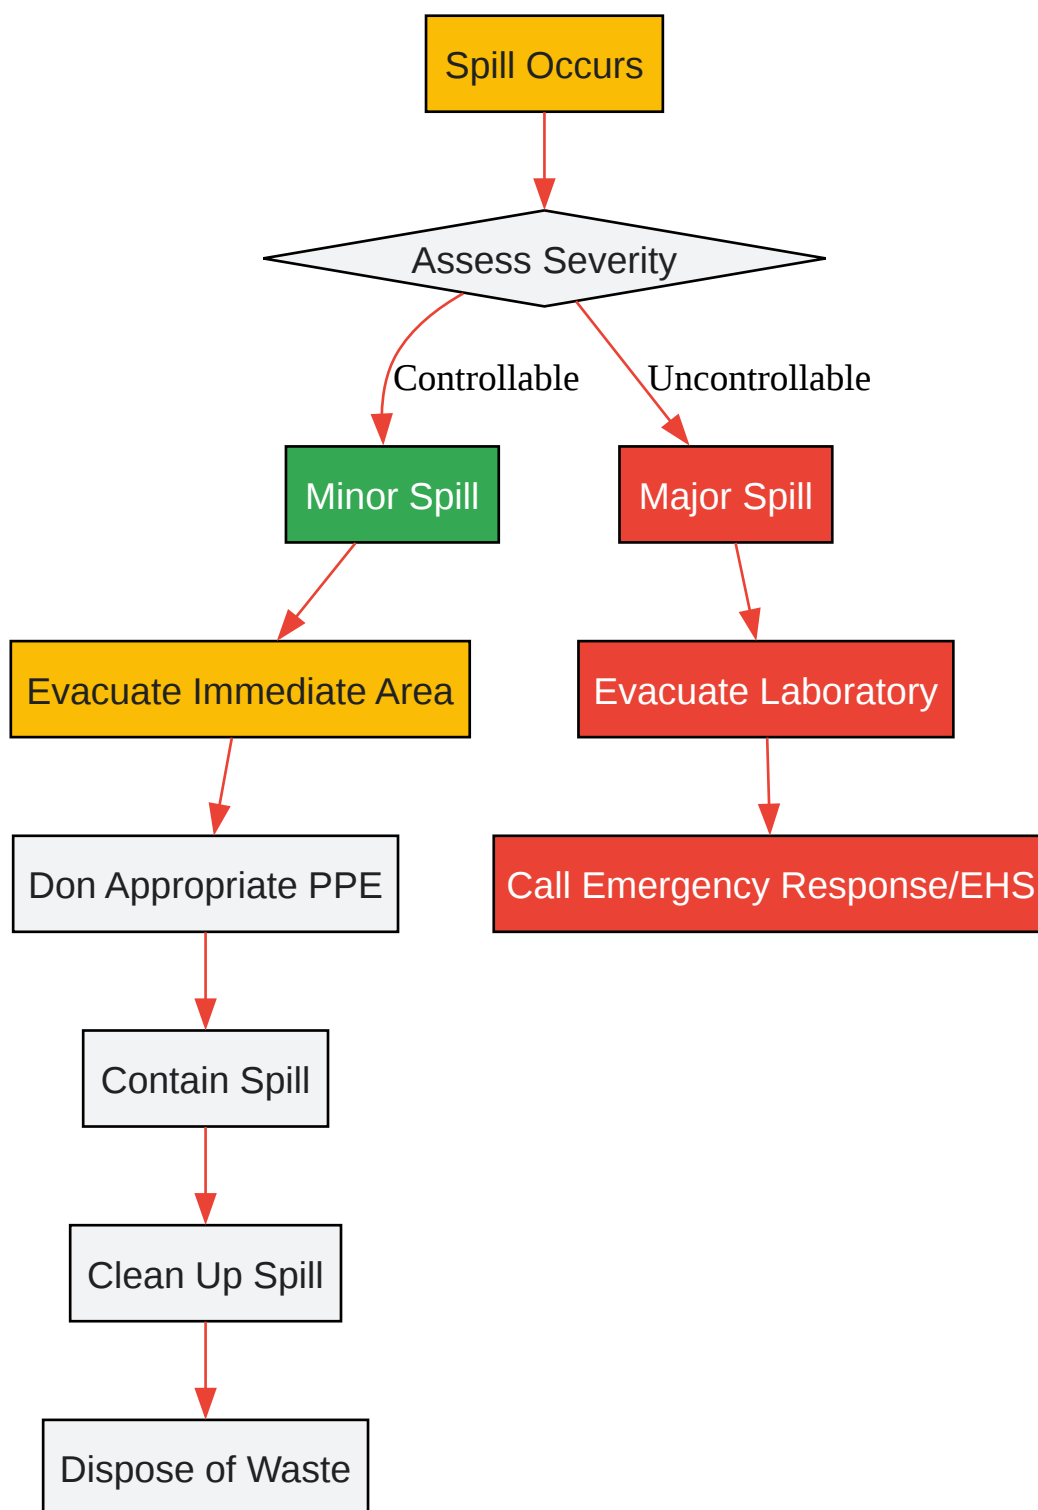 Spill Occurs
Assess Severity
Controllable
Uncontrollable
Minor Spill
Major Spill
Evacuate Immediate Area
Evacuate Laboratory
Don Appropriate PPE
Call Emergency Response/EHS
Contain Spill
Clean Up Spill
Dispose of Waste